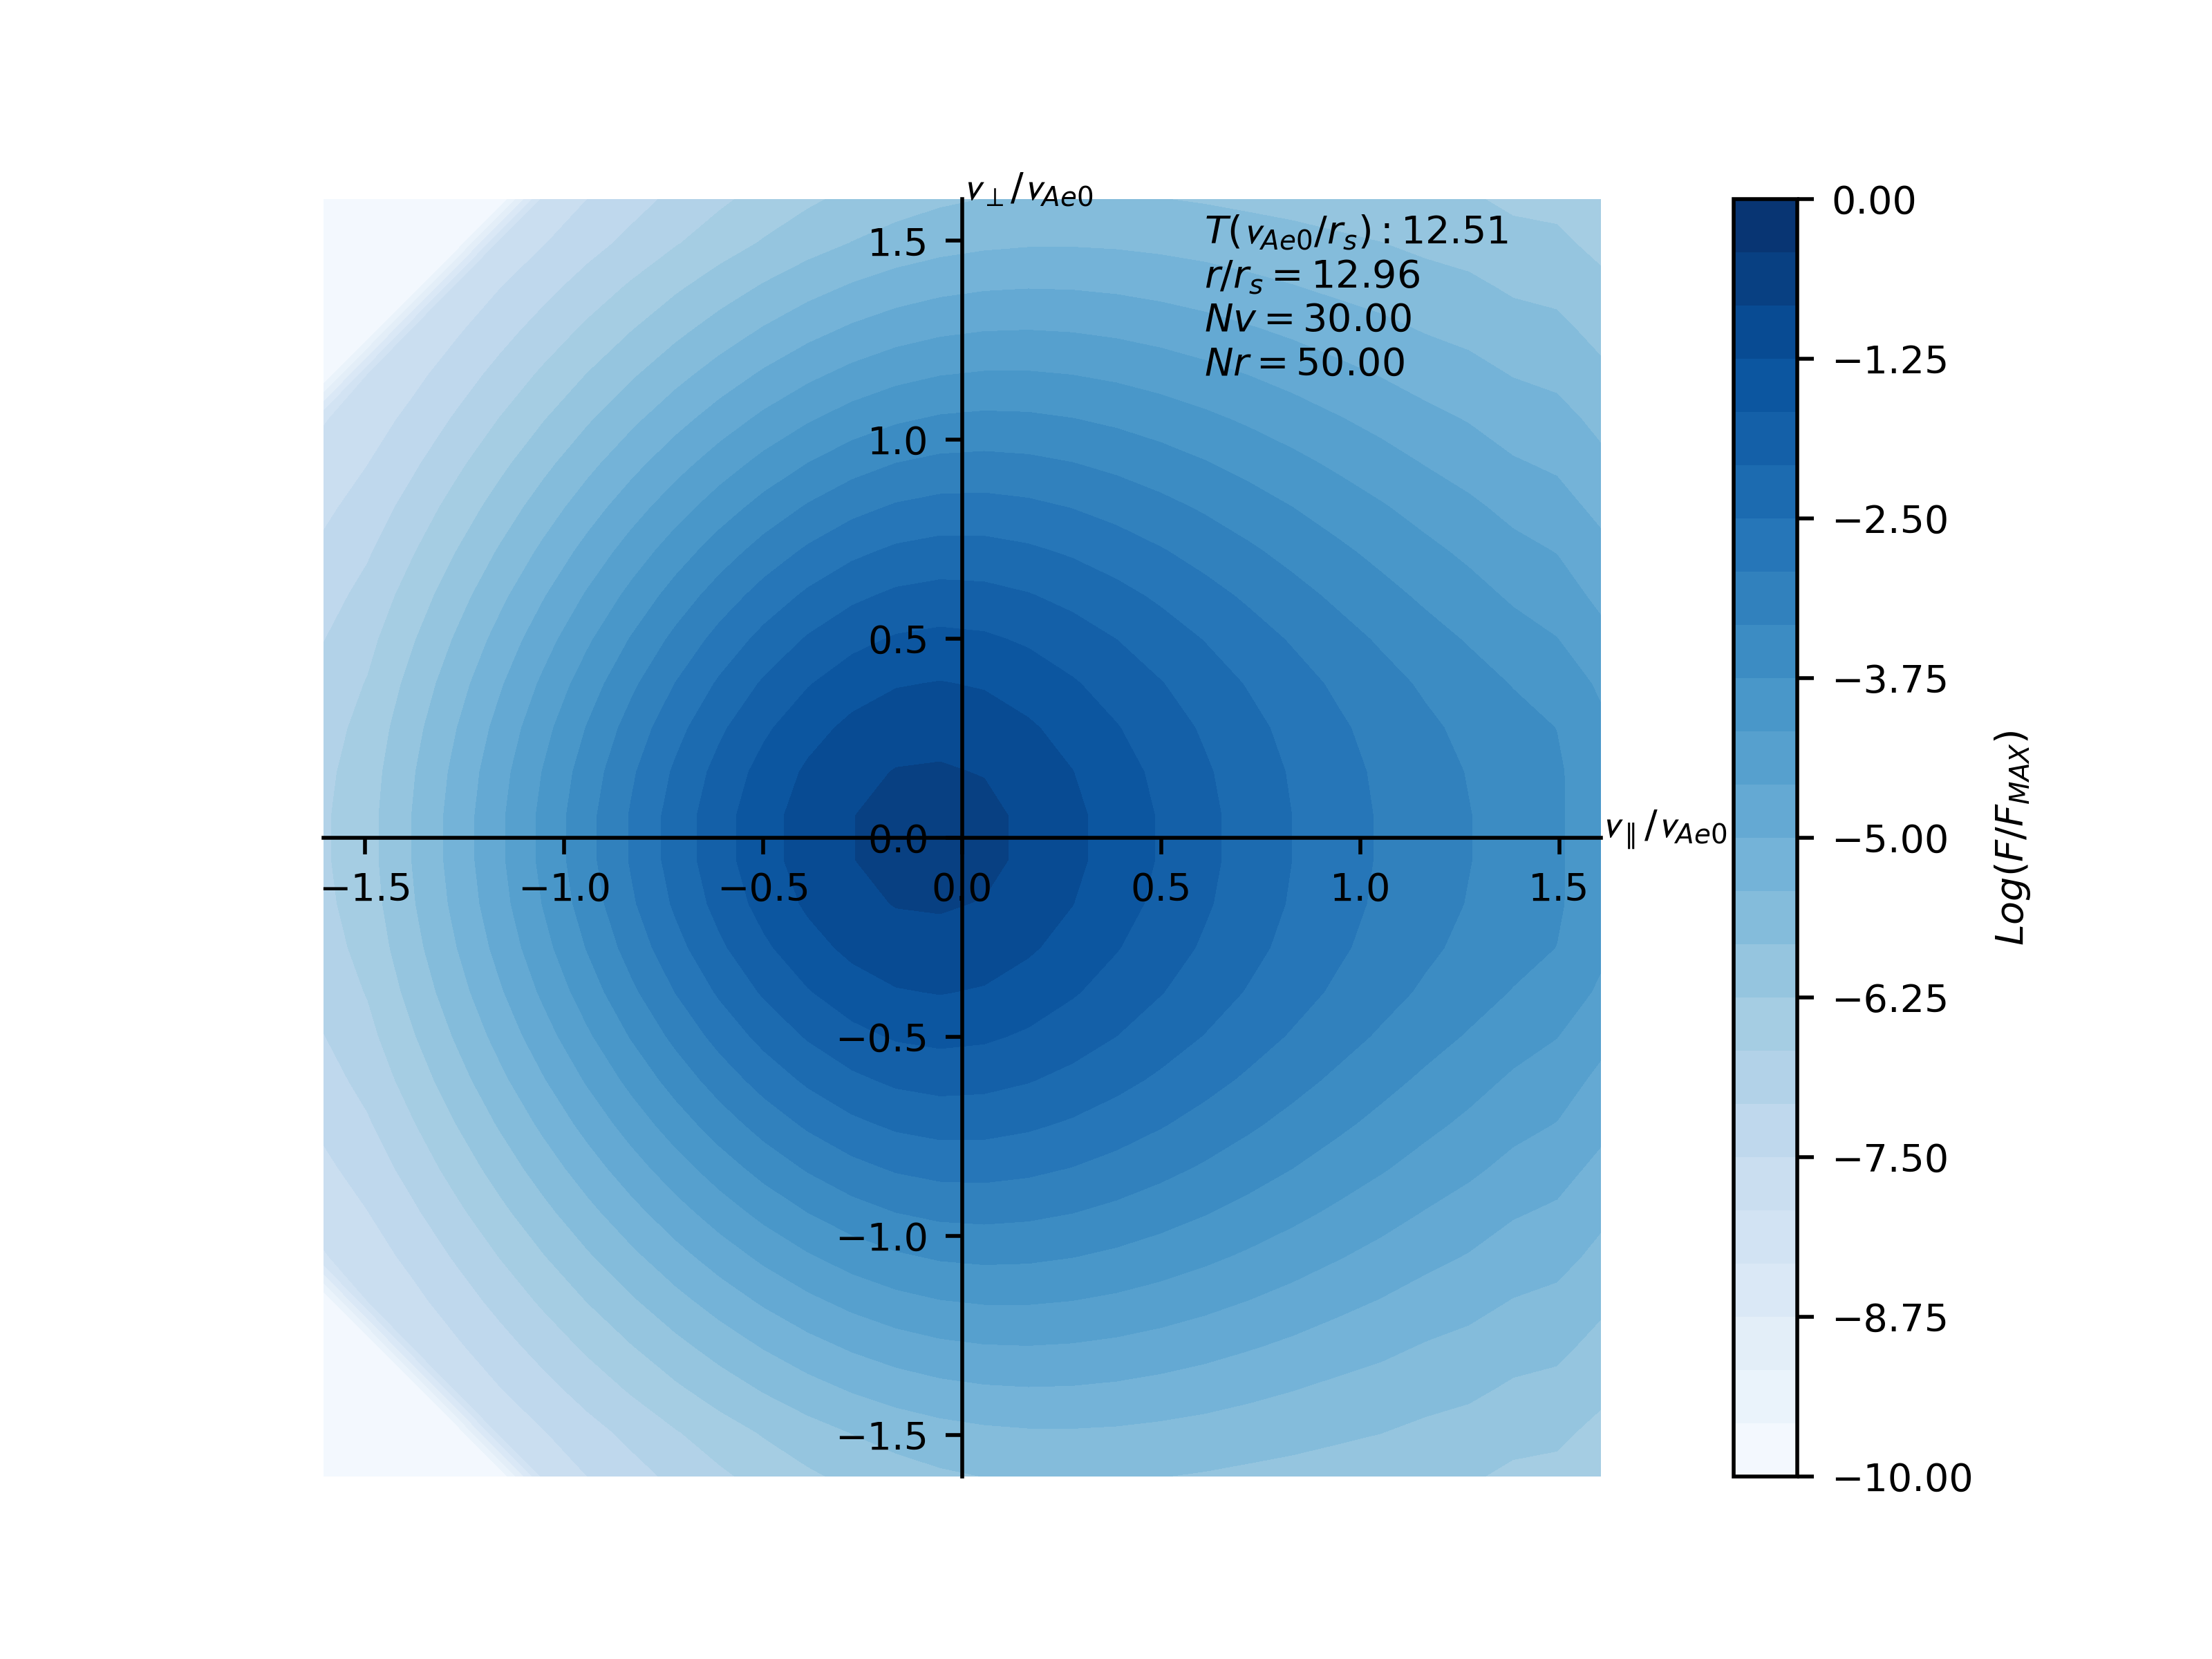 v⊥/vAe0
T(vAe0/rs) : 12.51
r/rs = 12.96
Nv = 30.00
Nr = 50.00
1.5
1.0
0.5
0.0
−0.5
−1.0
−1.5
−1.5 −1.0 −0.5 0.0 0.5 1.0 1.5
v∥/vAe0
0.00
−1.25
−2.50
−3.75
−5.00
−6.25
−7.50
−8.75
−10.00
Log(F/FMAX)